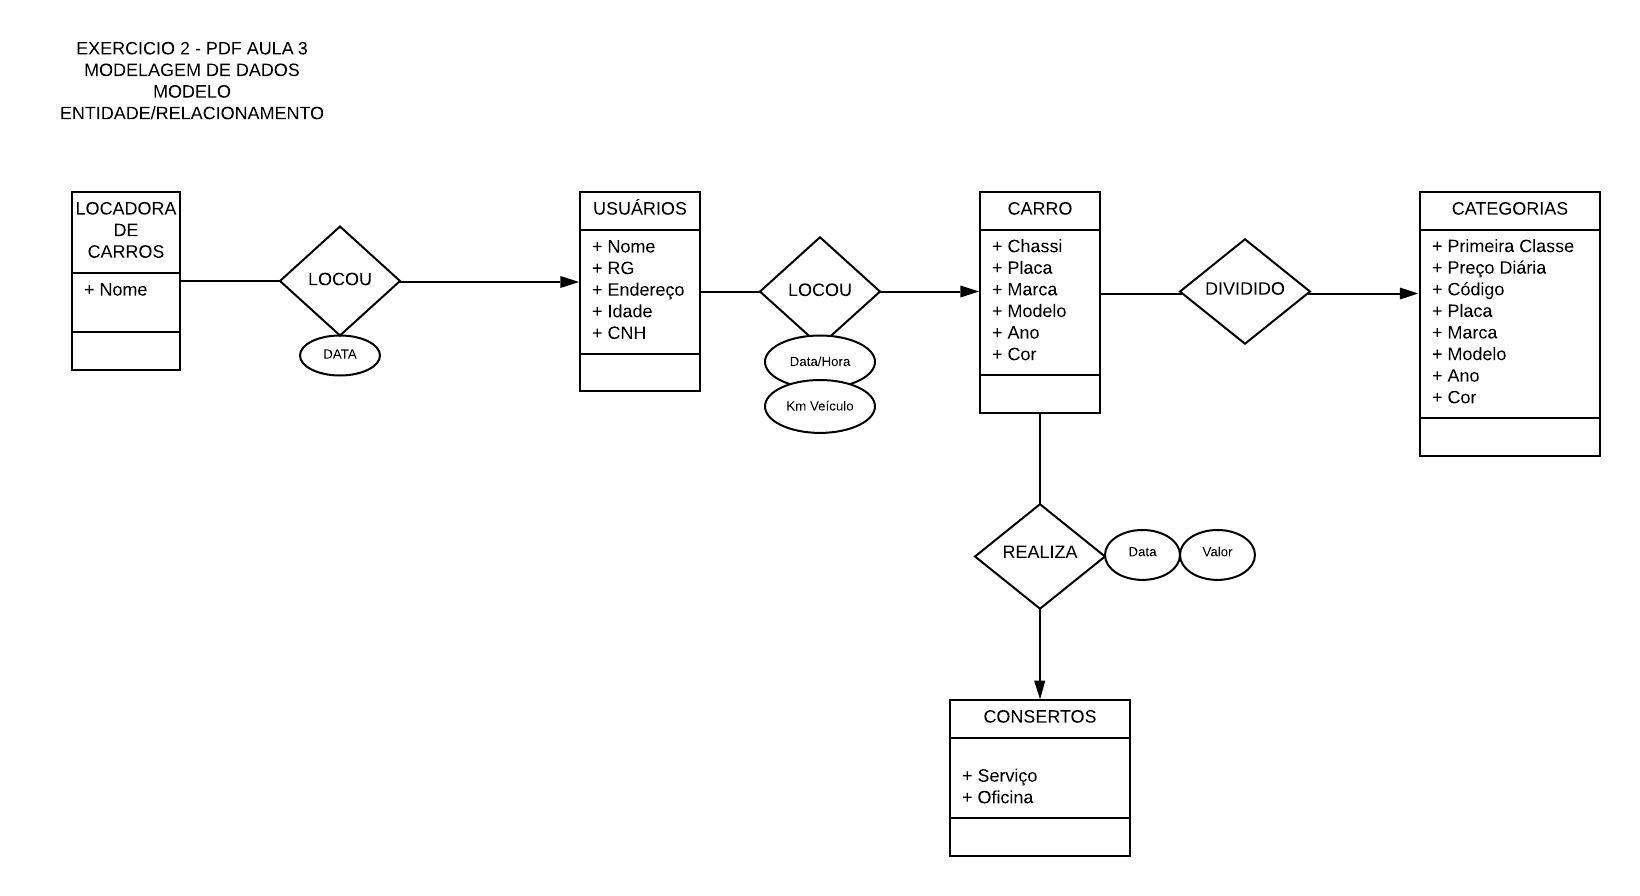 EXERCICIO 2 - PDF AULA 3
MODELAGEM DE DADOS
MODELO
ENTIDADE/RELACIONAMENTO
LOCADORA
DE
CARROS
+ Nome
LOCOU
DATA
USUÁRIOS
+ Nome
+ RG
+ Endereço
+ Idade
+ CNH
LOCOU
Data/Hora
Km Veículo
CARRO
+ Chassi
+ Placa
+ Marca
+ Modelo
+ Ano
+ Cor
DIVIDIDO
CATEGORIAS
+ Primeira Classe
+ Preço Diária
+ Código
+ Placa
+ Marca
+ Modelo
+ Ano
+ Cor
REALIZA
Data
Valor
CONSERTOS
+ Serviço
+ Oficina